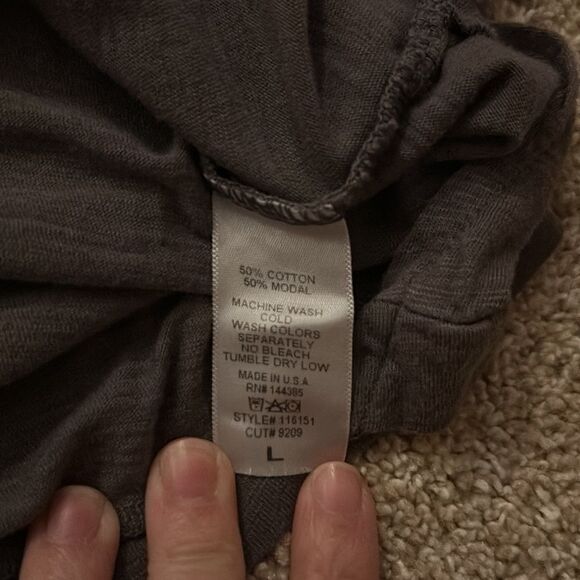 50% COTTON
50% MODAL
MACHINE WASH
COLD
WASH COLORS
SEPARATELY
NO BLEACH
TUMBLE DRY LOW
MADE IN U.S.A
RN# 144385
STYLE# 116151
CUT# 9209
L